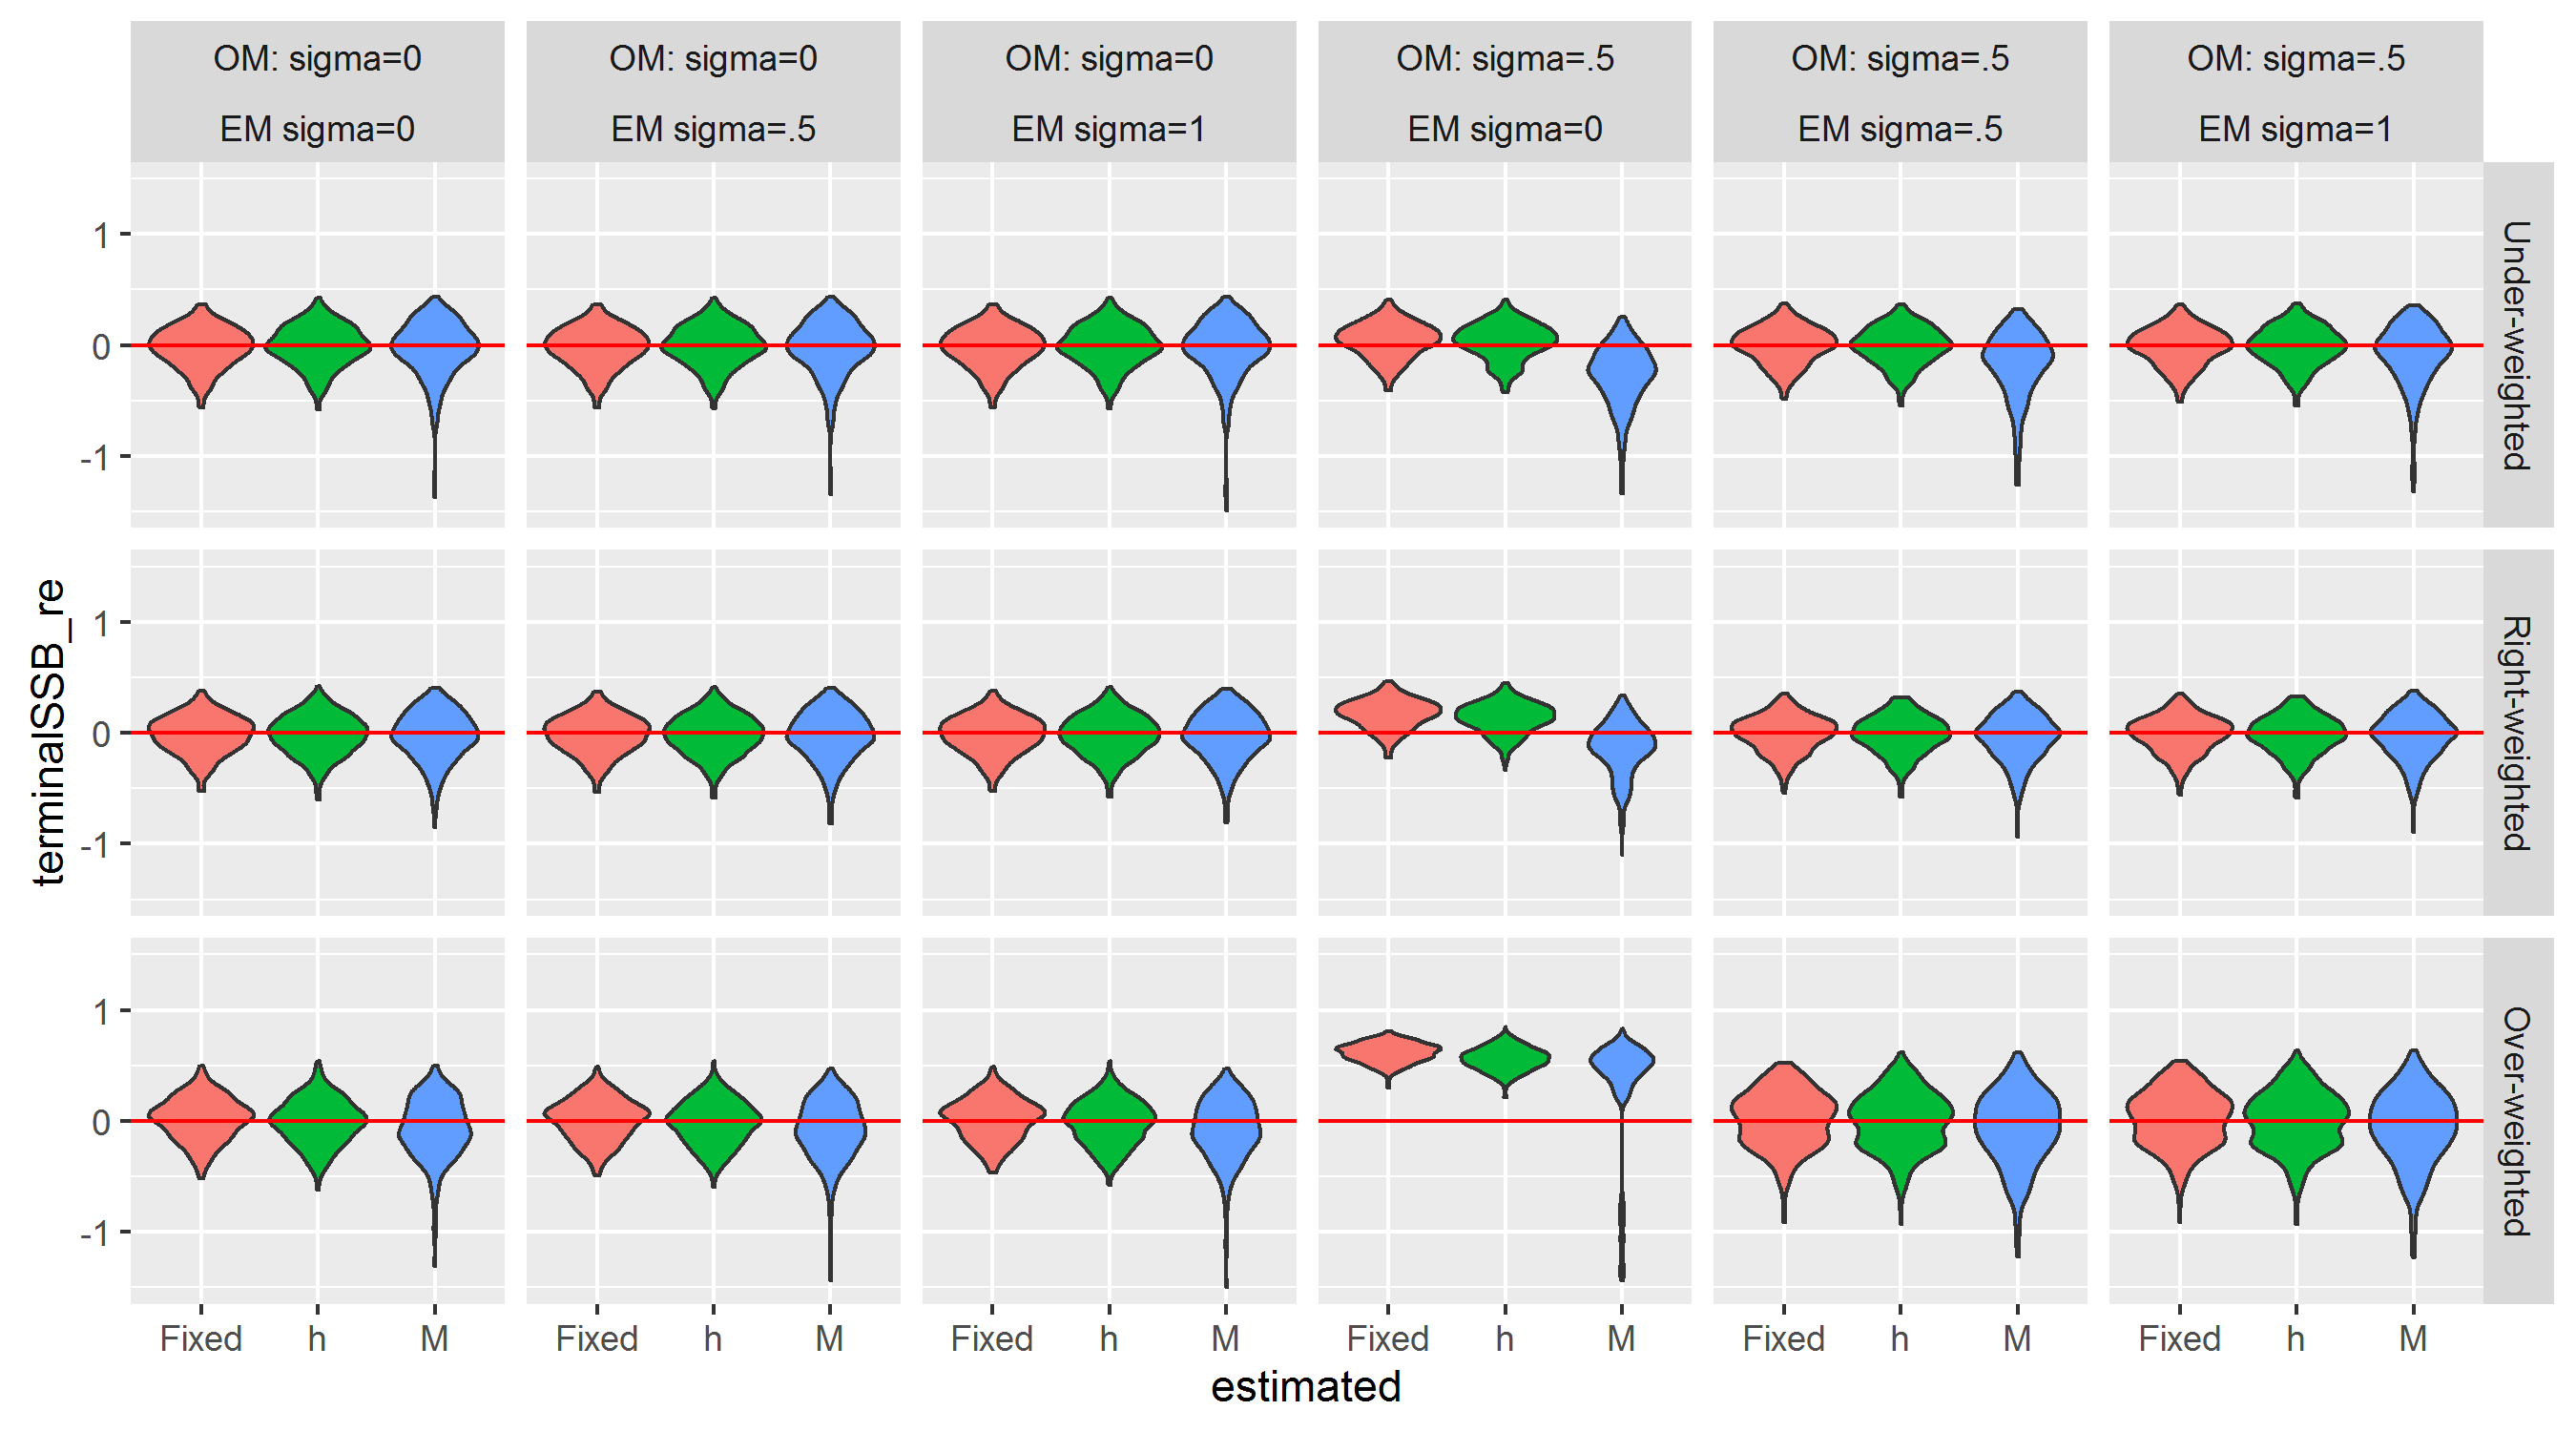 OM: sigma=0
EM sigma=0
OM: sigma=0
EM sigma=.5
OM: sigma=0
EM sigma=1
OM: sigma=.5
EM sigma=0
OM: sigma=.5
EM sigma=.5
OM: sigma=.5
EM sigma=1
1
0
-1
Under-weighted
1
0
-1
Right-weighted
1
0
-1
Over-weighted
terminalSSB_re
Fixed h M
Fixed h M
Fixed h M
Fixed h M
Fixed h M
Fixed h M
estimated